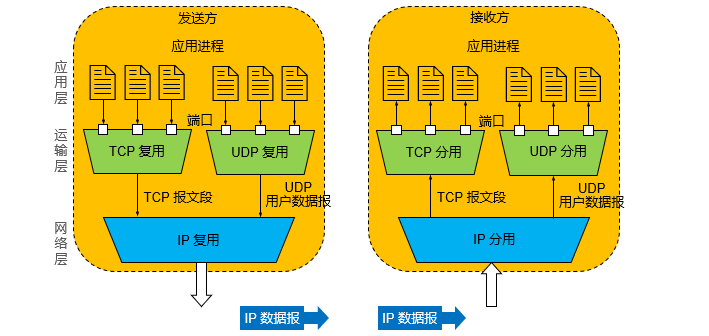 发送方
接收方
应用进程
应用进程
应用层
端口
端口
运输层
TCP 复用
UDP 复用
TCP 分用
UDP 分用
TCP 报文段
UDP
用户数据报
TCP 报文段
UDP
用户数据报
网络层
IP 复用
IP 分用
IP 数据报
IP 数据报